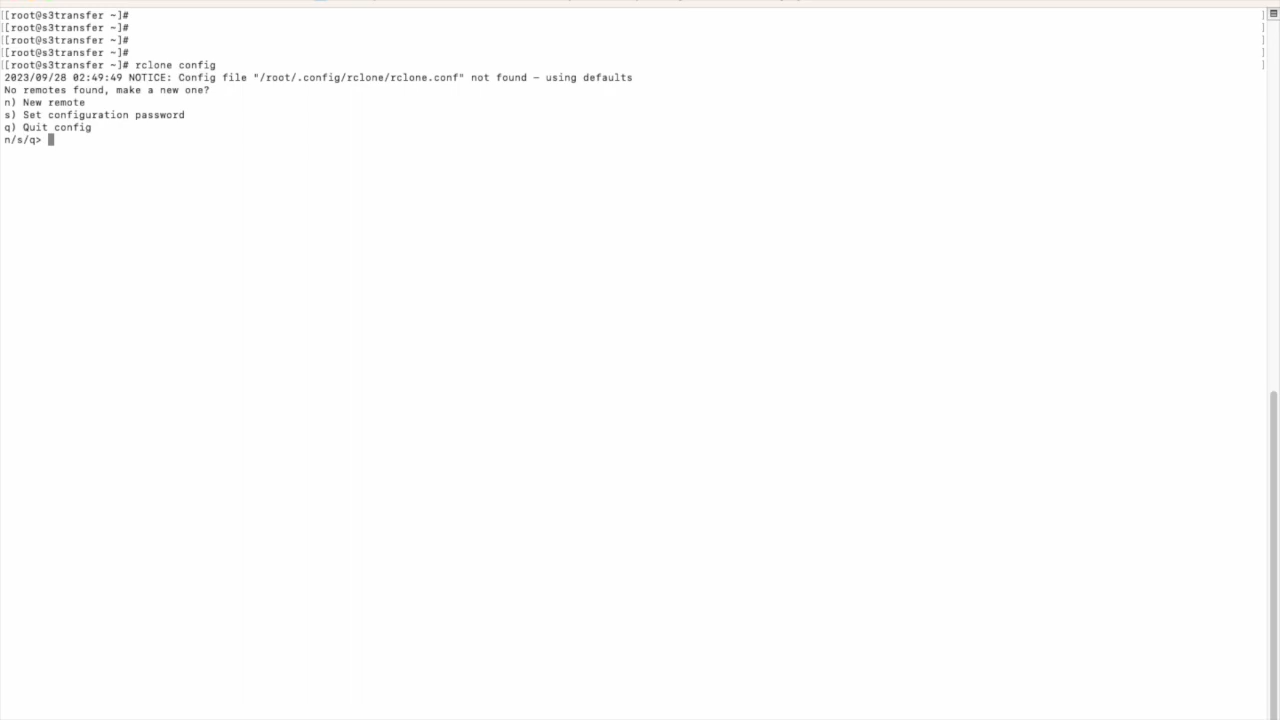 [[root@s3transfer ~]# ]
[[root@s3transfer ~]# ]
[[root@s3transfer ~]# ]
[[root@s3transfer ~]# ]
[[root@s3transfer ~]# rclone config ]
2023/09/28 02:49:49 NOTICE: Config file "/root/.config/rclone/rclone.conf" not found - using defaults
No remotes found, make a new one?
n) New remote
s) Set configuration password
q) Quit config
n/s/q>